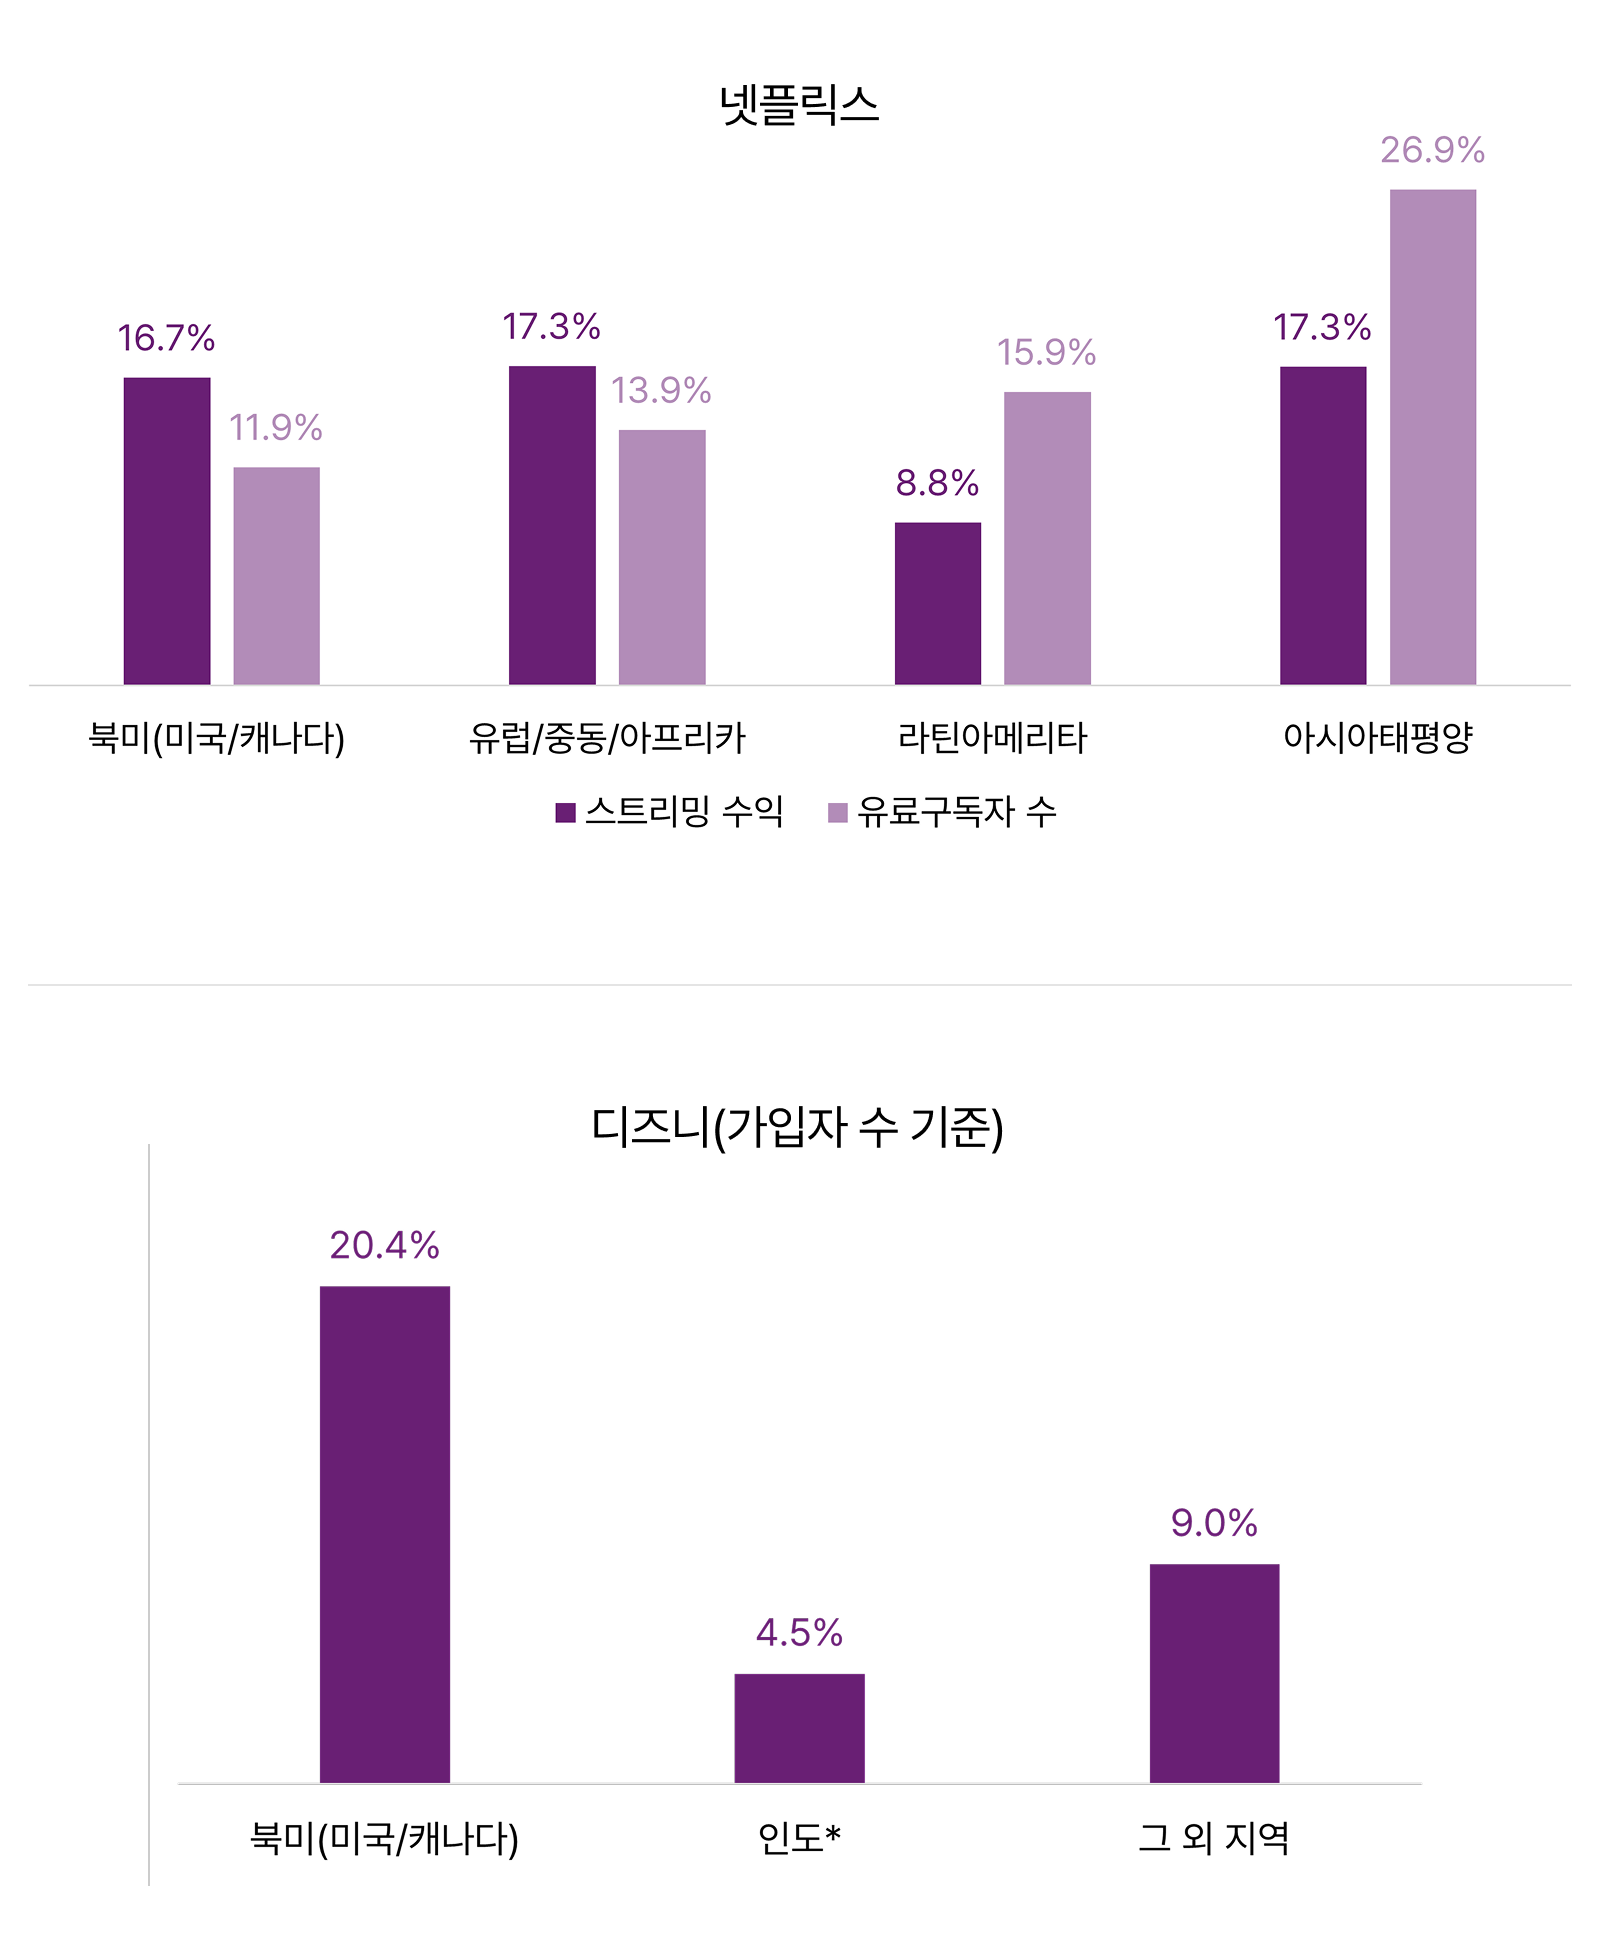 넷플릭스
16.7%
11.9%
17.3%
13.9%
8.8%
15.9%
17.3%
26.9%
북미(미국/캐나다)
유럽/중동/아프리카
라틴아메리타
아시아태평양
스트리밍 수익
유료구독자 수
디즈니(가입자 수 기준)
20.4%
4.5%
9.0%
북미(미국/캐나다)
인도*
그 외 지역